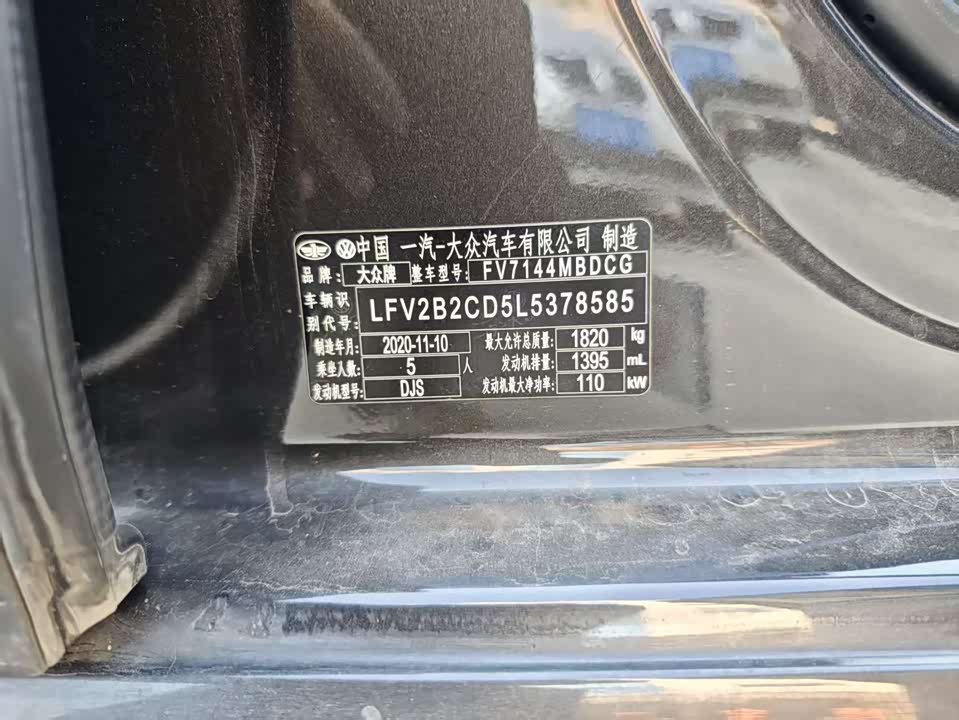 中国 一汽-大众汽车有限公司 制造
品牌: 大众牌 整车型号: FV7144MBDCG
车辆识别代号: LFV2B2CD5L5378585
制造年月: 2020-11-10 最大允许总质量: 1820 kg
乘坐人数: 5 人 发动机排量: 1395 mL
发动机型号: DJS 发动机最大净功率: 110 kW